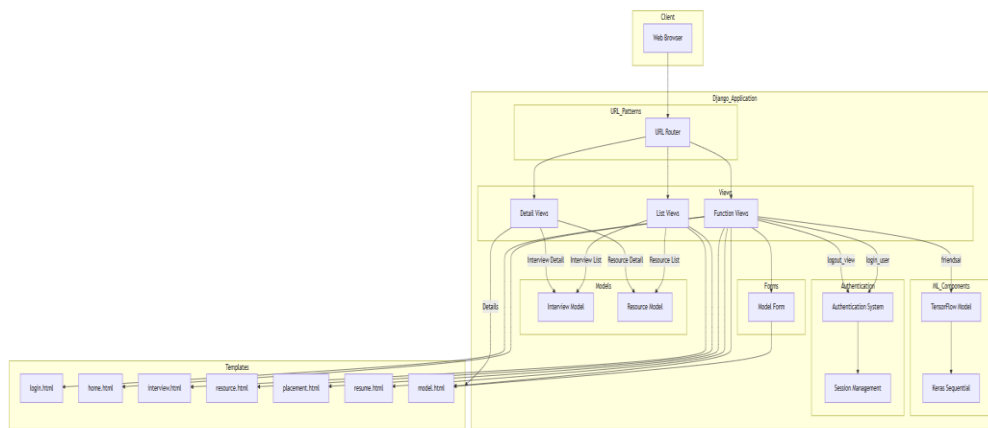 Client
Web Browser
Django_Application
URL_Patterns
URL Router
Views
Detail Views
List Views
Function Views
Interview Detail
Interview List
Resource Detail
Resource List
logout_view
login_user
friendsai
Details
Models
Interview Model
Resource Model
Forms
Model Form
Authentication
Authentication System
ML_Components
TensorFlow Model
Templates
login.html
home.html
interview.html
resource.html
placement.html
resume.html
model.html
Session Management
Keras Sequential